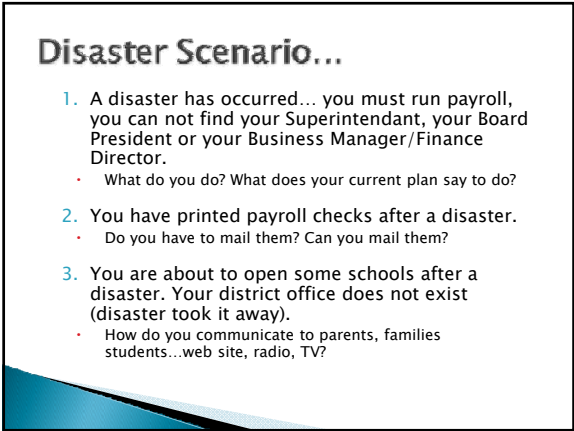 Disaster Scenario...
1. A disaster has occurred... you must run payroll,
you can not find your Superintendant, your Board
President or your Business Manager/Finance
Director.
· What do you do? What does your current plan say to do?
2. You have printed payroll checks after a disaster.
· Do you have to mail them? Can you mail them?
3. You are about to open some schools after a
disaster. Your district office does not exist
(disaster took it away).
· How do you communicate to parents, families
students...web site, radio, TV?